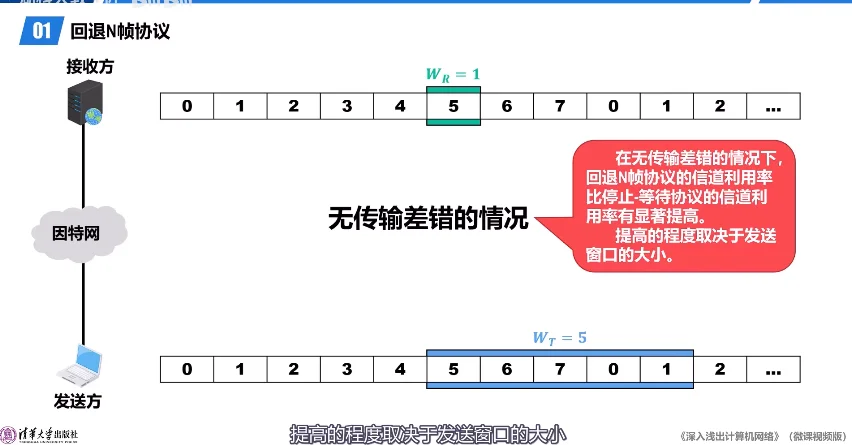 01 回退N帧协议
接收方
W_R = 1
0 1 2 3 4 5 6 7 0 1 2 ...
在无传输差错的情况下，
回退N帧协议的信道利用率
比停止-等待协议的信道利
用率有显著提高。
提高的程度取决于发送
窗口的大小。
无传输差错的情况
因特网
W_T = 5
0 1 2 3 4 5 6 7 0 1 2 ...
发送方
清华大学出版社
提高的程度取决于发送窗口的大小
《深入浅出计算机网络》（微课视频版）